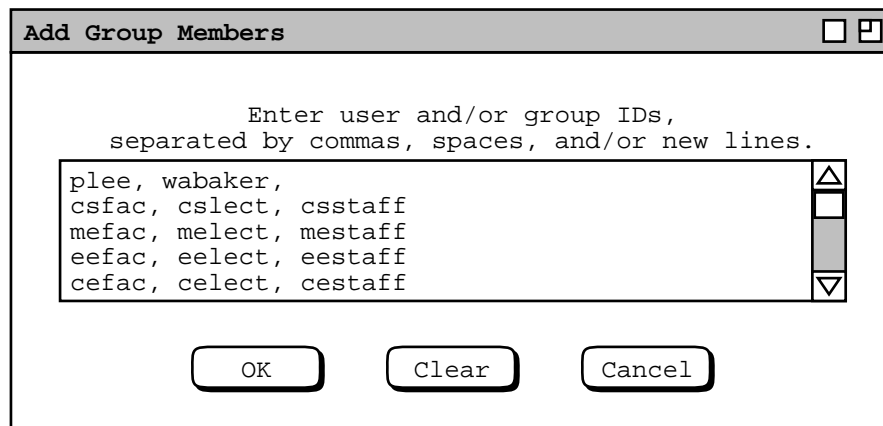 Add Group Members
Enter user and/or group IDs,
separated by commas, spaces, and/or new lines.
plee, wabaker,
csfac, cslect, csstaff
mefac, melect, mestaff
eefac, eelect, eestaff
cefac, celect, cestaff
OK Clear Cancel